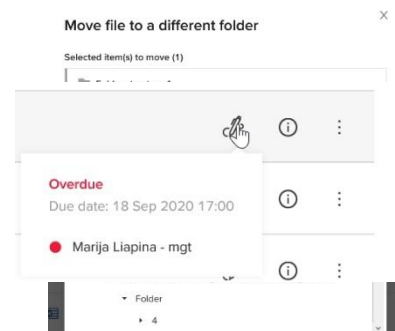 Move file to a different folder
X
Selected item(s) to move (1)
Overdue
Due date: 18 Sep 2020 17:00
Marija Liapina - mgt
Folder
4